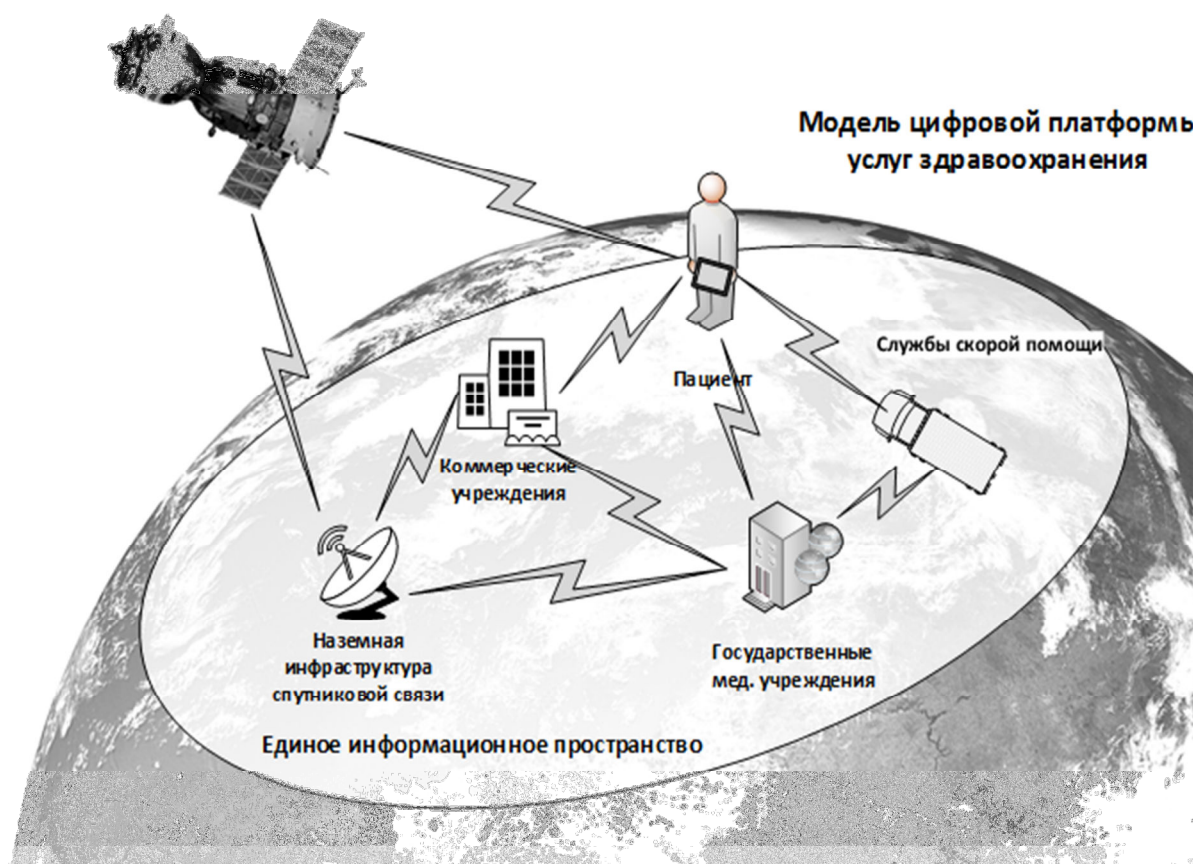 Модель цифровой платформы
услуг здравоохранения
Службы скорой помощи
Пациент
Коммерческие
учреждения
Наземная
инфраструктура
спутниковой связи
Государственные
мед. учреждения
Единое информационное пространство